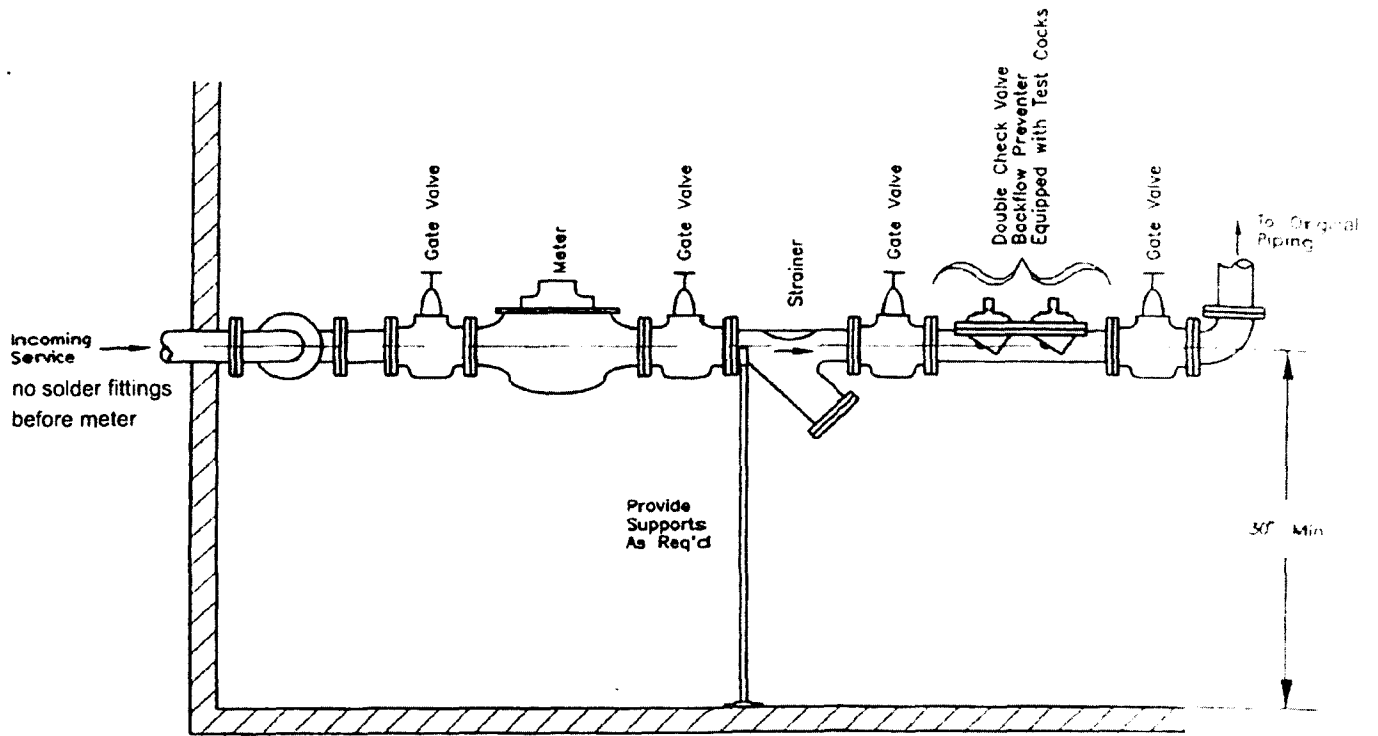 Incoming
Service
no solder fittings
before meter
Gate Valve
Meter
Gate Valve
Strainer
Gate Valve
Double Check Valve
Backflow Preventer
Equipped with Test Cocks
Gate Valve
To Original
Piping
Provide
Supports
As Req'd
30" Min